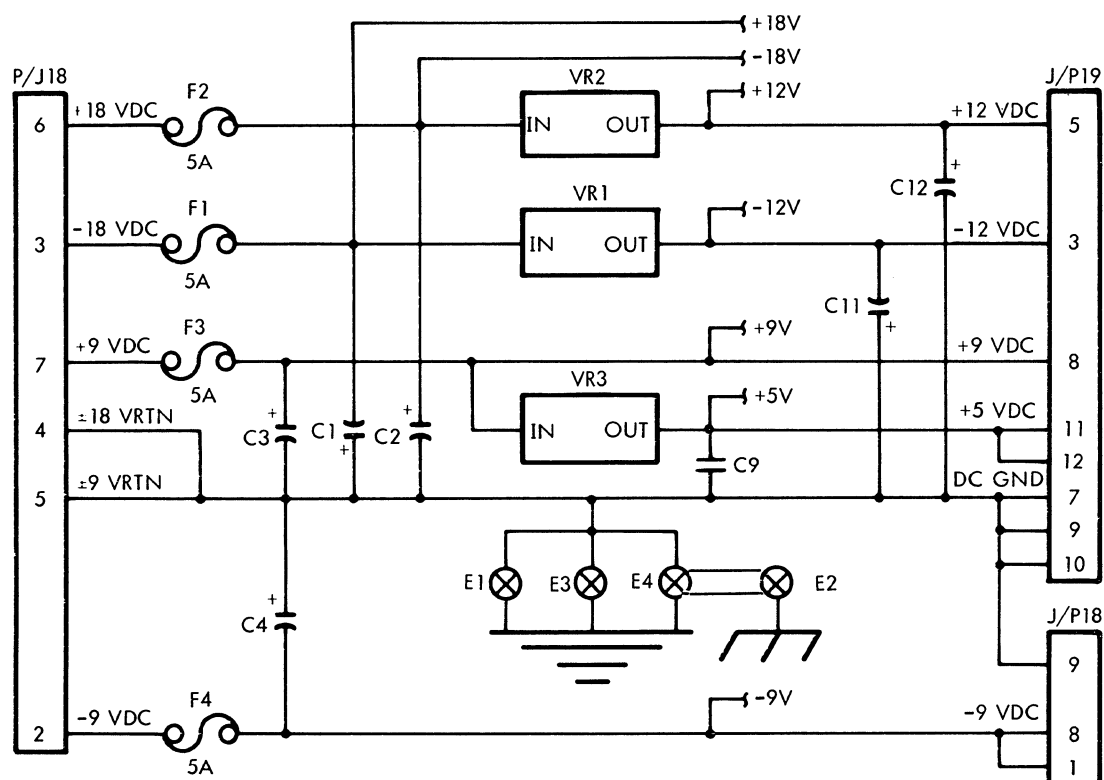 +18V
-18V
P/J18
+18 VDC
F2
VR2
+12V
J/P19
6
IN OUT
+12 VDC
5
5A
+
C12
F1
VR1
-12V
-18 VDC
-12 VDC
3
IN OUT
3
5A
C11
+
F3
+9V
+9 VDC
+9 VDC
7
8
5A
VR3
+5V
±18 VRTN
+
C3
C1
+
C2
+
+5 VDC
4
IN OUT
11
C9
12
±9 VRTN
DC GND
5
7
9
10
E1
E3
E4
E2
+
C4
J/P18
9
F4
-9V
-9 VDC
-9 VDC
2
8
5A
1